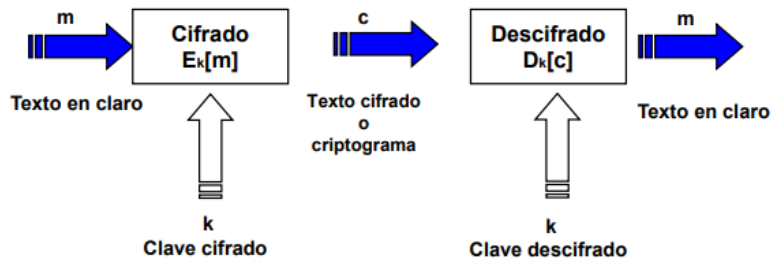 m
Cifrado
Ek[m]
Texto en claro
c
Texto cifrado
o
criptograma
Descifrado
Dk[c]
m
Texto en claro
k
Clave cifrado
k
Clave descifrado